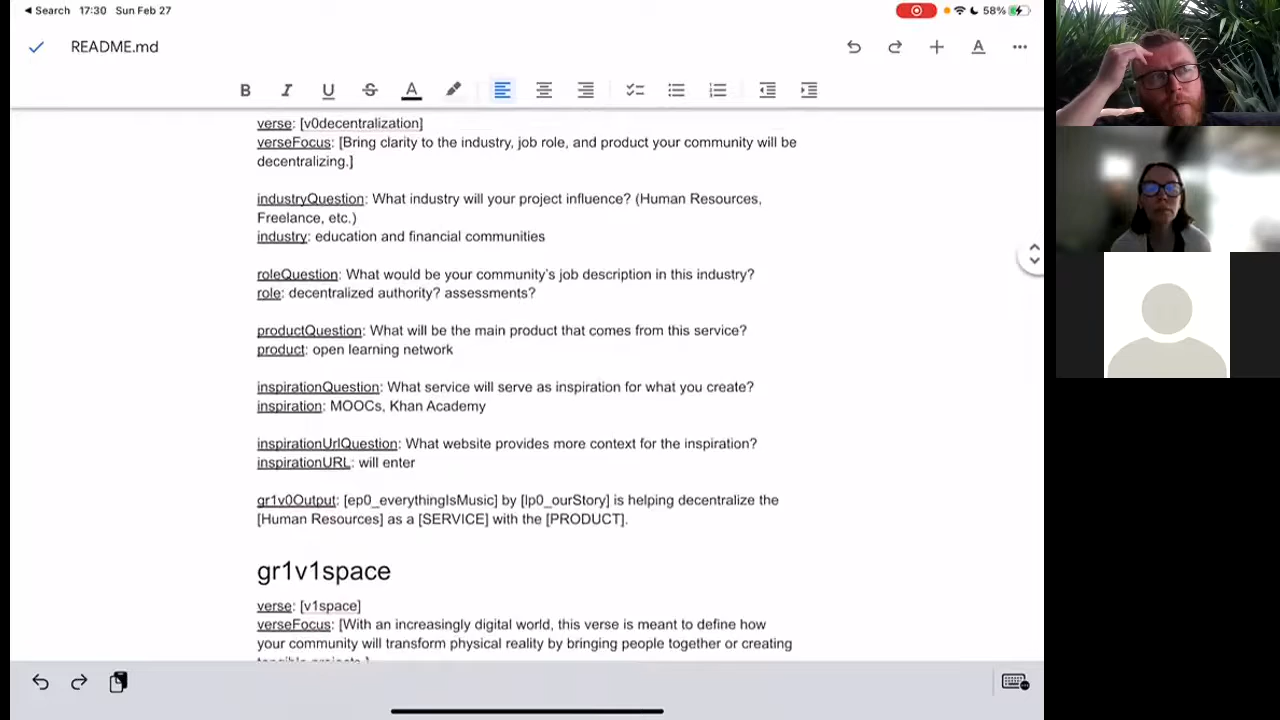 Search 17:30 Sun Feb 27
58%
README.md
A
B I U S A
verse: [v0decentralization]
verseFocus: [Bring clarity to the industry, job role, and product your community will be
decentralizing.]
industryQuestion: What industry will your project influence? (Human Resources,
Freelance, etc.)
industry: education and financial communities
roleQuestion: What would be your community's job description in this industry?
role: decentralized authority? assessments?
productQuestion: What will be the main product that comes from this service?
product: open learning network
inspirationQuestion: What service will serve as inspiration for what you create?
inspiration: MOOCs, Khan Academy
inspirationUrlQuestion: What website provides more context for the inspiration?
inspirationURL: will enter
gr1v0Output: [ep0_everythingIsMusic] by [lp0_ourStory] is helping decentralize the
[Human Resources] as a [SERVICE] with the [PRODUCT].
gr1v1space
verse: [v1space]
verseFocus: [With an increasingly digital world, this verse is meant to define how
your community will transform physical reality by bringing people together or creating